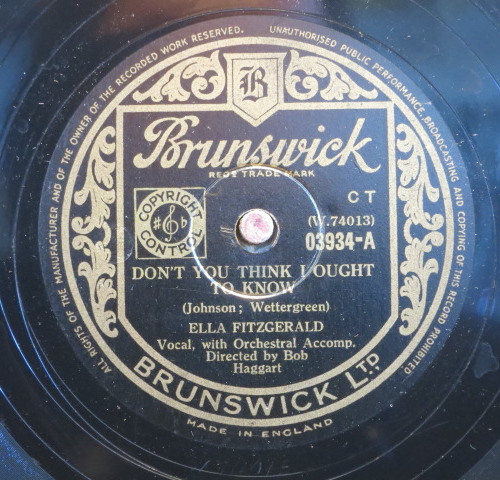 ALL RIGHTS OF THE MANUFACTURER AND OF THE OWNER OF THE RECORDED WORK RESERVED. UNAUTHORISED PUBLIC PERFORMANCE, BROADCASTING AND COPYING OF THIS RECORD PROHIBITED
B
Brunswick
REGD TRADE MARK
COPYRIGHT
CONTROL
CT
(W.74013)
03934-A
DON'T YOU THINK I OUGHT
TO KNOW
(Johnson; Wettergreen)
ELLA FITZGERALD
Vocal, with Orchestral Accomp.
Directed by Bob
Haggart
BRUNSWICK LTD
MADE IN ENGLAND